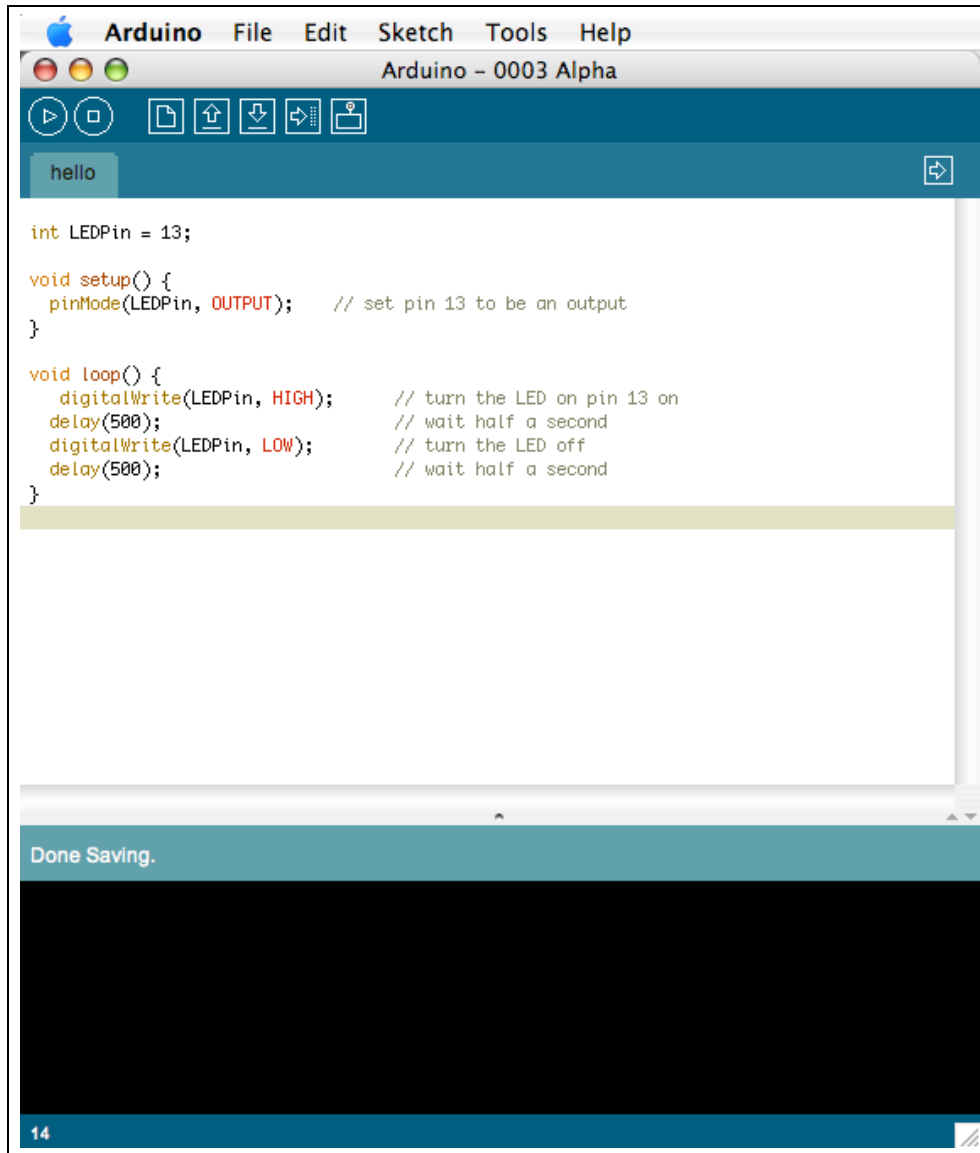 Arduino File Edit Sketch Tools Help
Arduino – 0003 Alpha
hello
int LEDPin = 13;
void setup() {
  pinMode(LEDPin, OUTPUT);    // set pin 13 to be an output
}
void loop() {
   digitalWrite(LEDPin, HIGH);      // turn the LED on pin 13 on
  delay(500);                       // wait half a second
  digitalWrite(LEDPin, LOW);        // turn the LED off
  delay(500);                       // wait half a second
}
Done Saving.
14